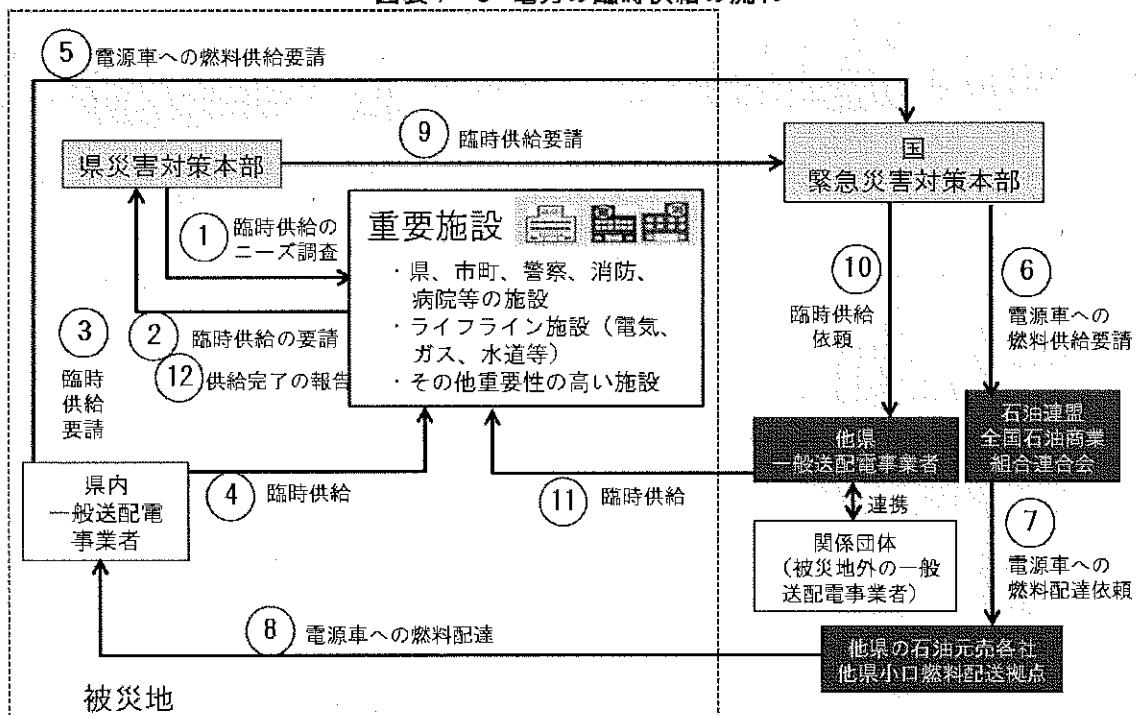 ⑤ 電源車への燃料供給要請
⑨ 臨時供給要請
県災害対策本部
国
緊急災害対策本部
① 臨時供給の
ニーズ調査
重要施設
・県、市町、警察、消防、
病院等の施設
・ライフライン施設（電気、
ガス、水道等）
・その他重要性の高い施設
⑩
臨時供給
依頼
⑥
電源車への
燃料供給要請
② 臨時供給の要請
⑫ 供給完了の報告
③
臨時
供給
要請
県内
一般送配電
事業者
④ 臨時供給
⑪ 臨時供給
他県
一般送配電事業者
石油連盟
全国石油商業
組合連合会
連携
関係団体
（被災地外の一般
送配電事業者）
⑦
電源車への
燃料配達依頼
⑧ 電源車への燃料配達
他県の石油元売各社
他県小口燃料配送拠点
被災地